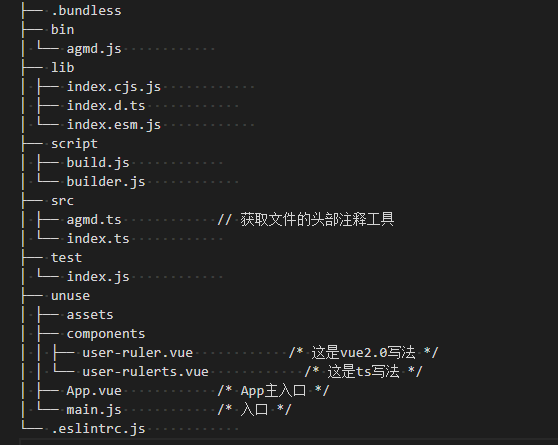 ├── .bundless
├── bin
│ └── agmd.js
├── lib
│ ├── index.cjs.js
│ ├── index.d.ts
│ └── index.esm.js
├── script
│ ├── build.js
│ └── builder.js
├── src
│ ├── agmd.ts            // 获取文件的头部注释工具
│ └── index.ts
├── test
│ └── index.js
├── unuse
│ ├── assets
│ ├── components
│ │ ├── user-ruler.vue            /* 这是vue2.0写法 */
│ │ └── user-rulerts.vue            /* 这是ts写法 */
│ ├── App.vue            /* App主入口 */
│ └── main.js            /* 入口 */
└── .eslintrc.js